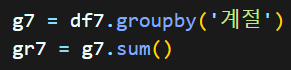 g7 = df7.groupby('계절')
gr7 = g7.sum()